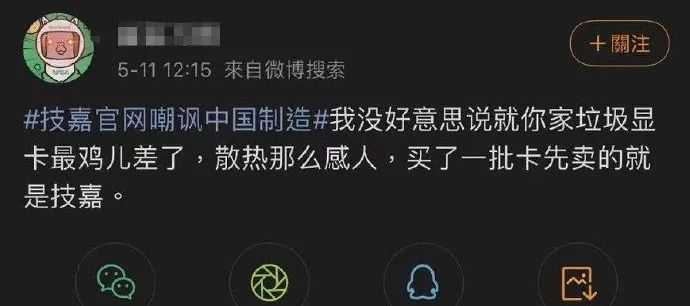 +關注
5-11 12:15 來自微博搜索
#技嘉官网嘲讽中国制造#我没好意思说就你家垃圾显
卡最鸡儿差了，散热那么感人，买了一批卡先卖的就
是技嘉。